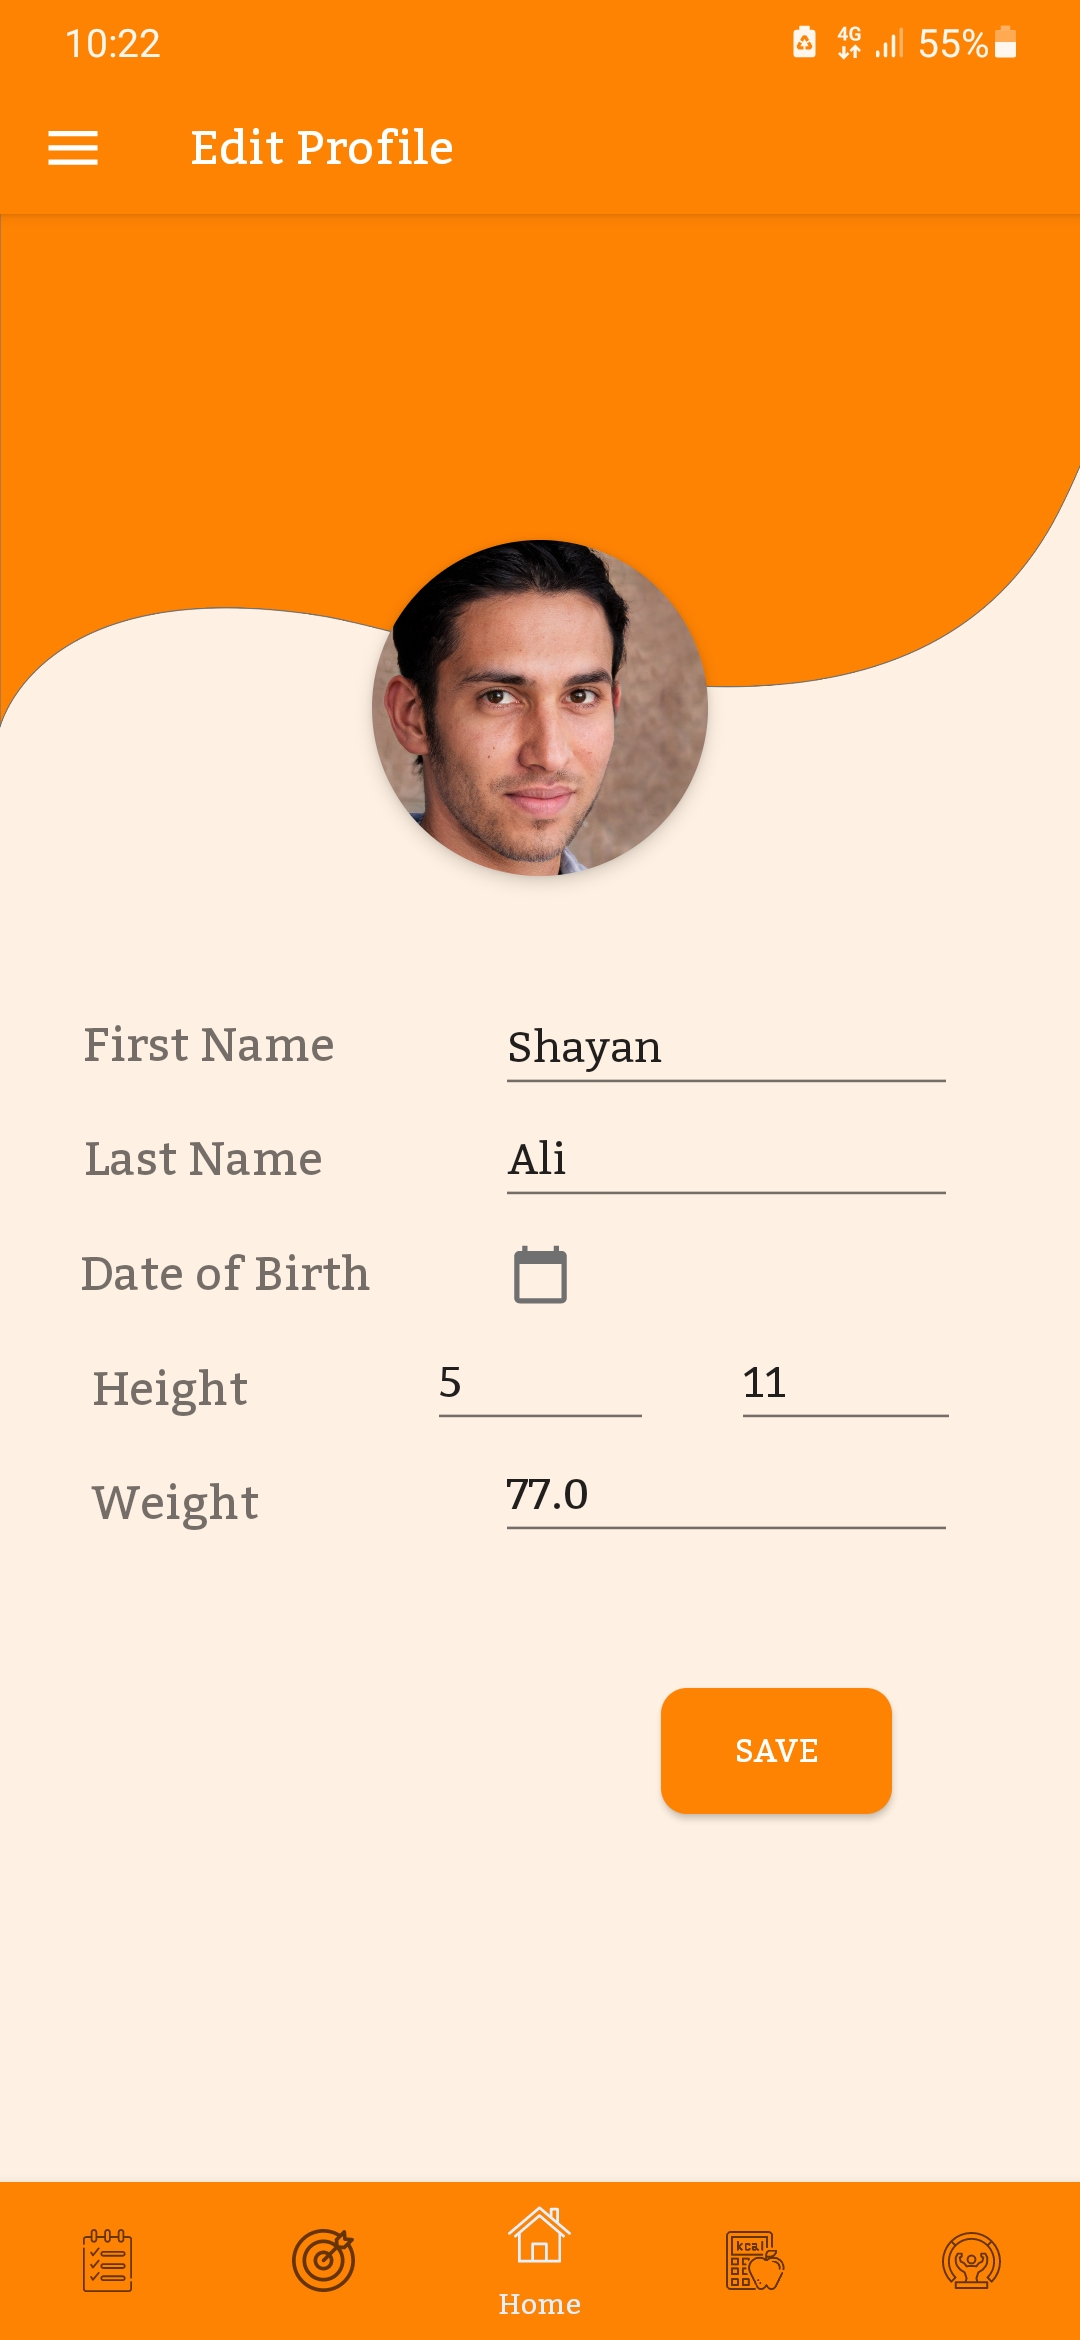 10:22 4G 55%
Edit Profile
First Name Shayan
Last Name Ali
Date of Birth
Height 5 11
Weight 77.0
SAVE
kcal
Home